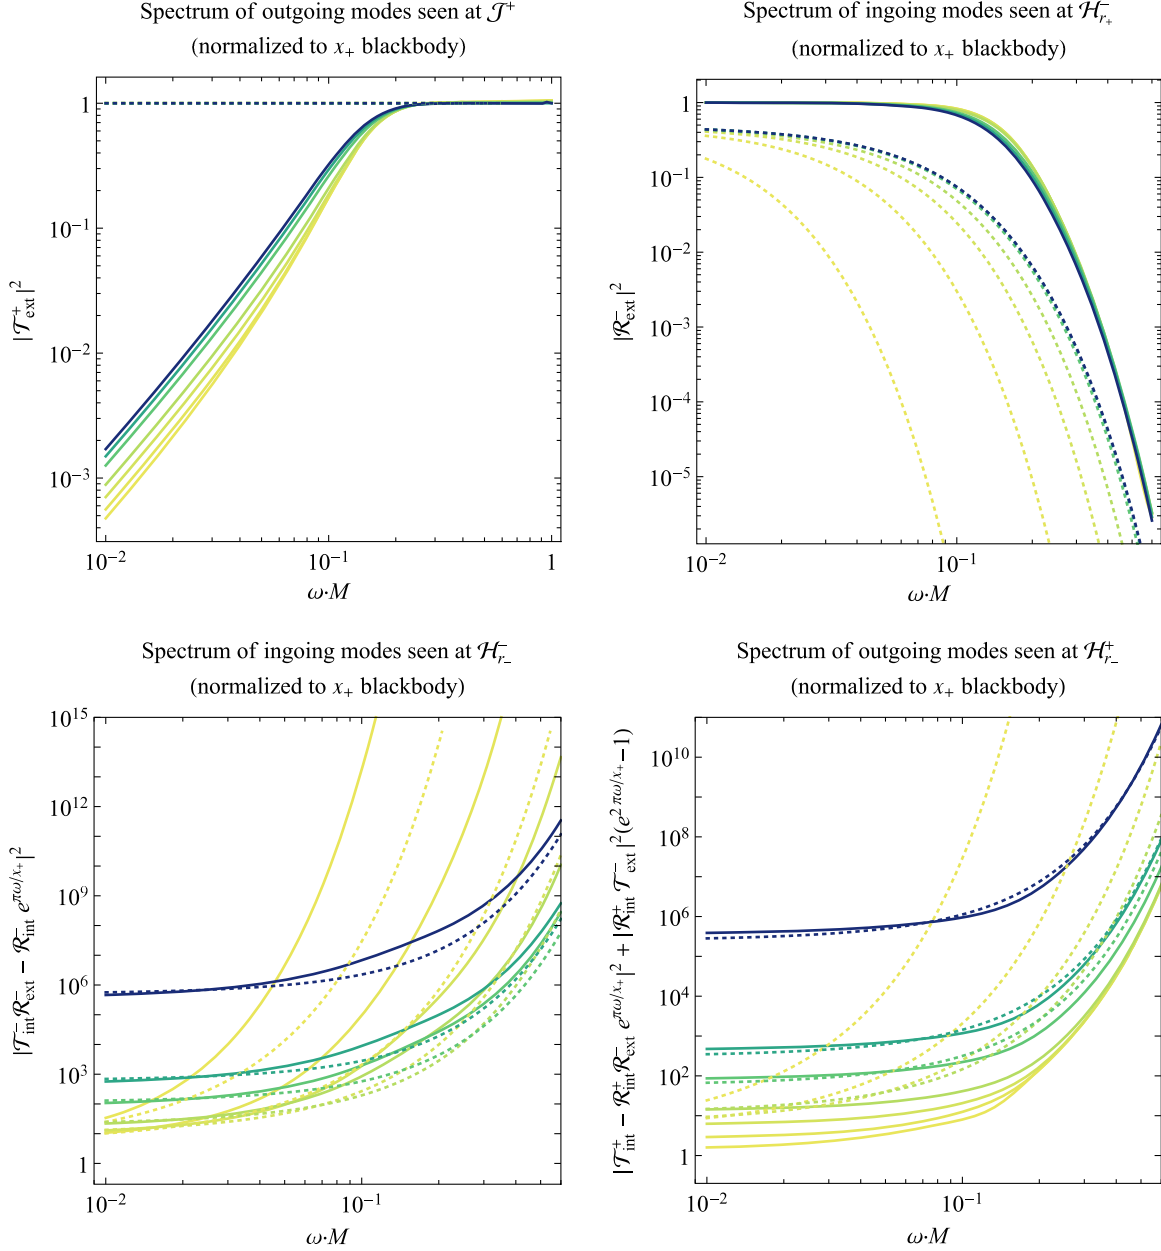 Spectrum of outgoing modes seen at 𝒥⁺
(normalized to x₊ blackbody)
|𝒯⁺ₑₓₜ|²
1
10⁻¹
10⁻²
10⁻³
10⁻²
10⁻¹
1
ω·M
Spectrum of ingoing modes seen at ℋ⁻r₊
(normalized to x₊ blackbody)
|ℛ⁻ₑₓₜ|²
1
10⁻¹
10⁻²
10⁻³
10⁻⁴
10⁻⁵
10⁻²
10⁻¹
ω·M
Spectrum of ingoing modes seen at ℋ⁻r₋
(normalized to x₊ blackbody)
|𝒯⁻int ℛ⁻ext − ℛ⁻int e^{πω/x₊}|²
10¹⁵
10¹²
10⁹
10⁶
10³
1
10⁻²
10⁻¹
ω·M
Spectrum of outgoing modes seen at ℋ⁺r₋
(normalized to x₊ blackbody)
|𝒯⁺int − ℛ⁺int ℛ⁻ext e^{πω/x₊}|² + |ℛ⁺int 𝒯⁻ext|²(e^{2πω/x₊}−1)
10¹⁰
10⁸
10⁶
10⁴
10²
1
10⁻²
10⁻¹
ω·M